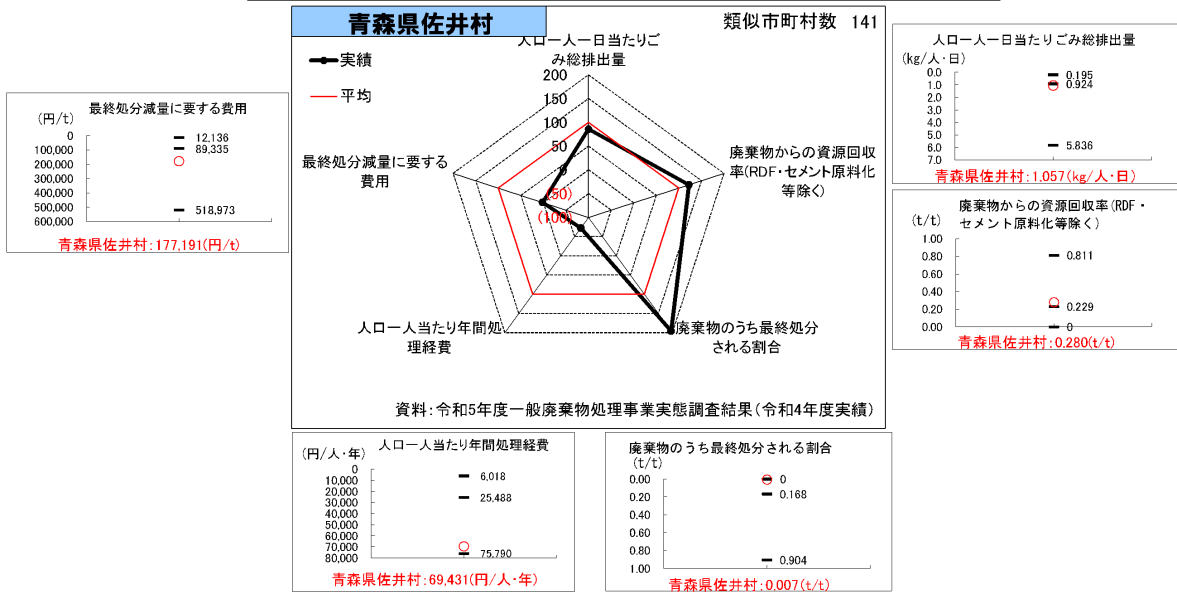 青森県佐井村
類似市町村数 141
実績
平均
人口一人一日当たりご
み総排出量
200
150
100
50
0
(50)
(100)
廃棄物からの資源回収
率(RDF・セメント原料化
等除く)
廃棄物のうち最終処分
される割合
人口一人当たり年間処
理経費
最終処分減量に要する
費用
資料:令和5年度一般廃棄物処理事業実態調査結果(令和4年度実績)
最終処分減量に要する費用
(円/t)
0
100,000
200,000
300,000
400,000
500,000
600,000
12,136
89,335
518,973
青森県佐井村:177,191(円/t)
人口一人一日当たりごみ総排出量
(kg/人・日)
0.0
1.0
2.0
3.0
4.0
5.0
6.0
7.0
0.195
0.924
5.836
青森県佐井村:1.057(kg/人・日)
廃棄物からの資源回収率(RDF・
セメント原料化等除く)
(t/t)
1.00
0.80
0.60
0.40
0.20
0.00
0.811
0.229
0
青森県佐井村:0.280(t/t)
人口一人当たり年間処理経費
(円/人・年)
0
10,000
20,000
30,000
40,000
50,000
60,000
70,000
80,000
6,018
25,488
75,790
青森県佐井村:69,431(円/人・年)
廃棄物のうち最終処分される割合
(t/t)
0.00
0.20
0.40
0.60
0.80
1.00
0
0.168
0.904
青森県佐井村:0.007(t/t)